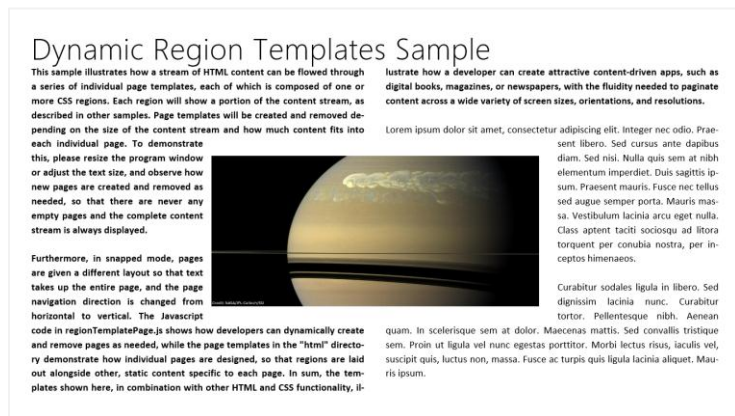 Dynamic Region Templates Sample
This sample illustrates how a stream of HTML content can be flowed through
a series of individual page templates, each of which is composed of one or
more CSS regions. Each region will show a portion of the content stream, as
described in other samples. Page templates will be created and removed de-
pending on the size of the content stream and how much content fits into
each individual page. To demonstrate
this, please resize the program window
or adjust the text size, and observe how
new pages are created and removed as
needed, so that there are never any
empty pages and the complete content
stream is always displayed.
Furthermore, in snapped mode, pages
are given a different layout so that text
takes up the entire page, and the page
navigation direction is changed from
horizontal to vertical. The Javascript
code in regionTemplatePage.js shows how developers can dynamically create
and remove pages as needed, while the page templates in the "html" directo-
ry demonstrate how individual pages are designed, so that regions are laid
out alongside other, static content specific to each page. In sum, the tem-
plates shown here, in combination with other HTML and CSS functionality, il-
lustrate how a developer can create attractive content-driven apps, such as
digital books, magazines, or newspapers, with the fluidity needed to paginate
content across a wide variety of screen sizes, orientations, and resolutions.
Lorem ipsum dolor sit amet, consectetur adipiscing elit. Integer nec odio. Prae-
sent libero. Sed cursus ante dapibus
diam. Sed nisi. Nulla quis sem at nibh
elementum imperdiet. Duis sagittis ip-
sum. Praesent mauris. Fusce nec tellus
sed augue semper porta. Mauris mas-
sa. Vestibulum lacinia arcu eget nulla.
Class aptent taciti sociosqu ad litora
torquent per conubia nostra, per in-
ceptos himenaeos.
Curabitur sodales ligula in libero. Sed
dignissim lacinia nunc. Curabitur
tortor. Pellentesque nibh. Aenean
quam. In scelerisque sem at dolor. Maecenas mattis. Sed convallis tristique
sem. Proin ut ligula vel nunc egestas porttitor. Morbi lectus risus, iaculis vel,
suscipit quis, luctus non, massa. Fusce ac turpis quis ligula lacinia aliquet. Mau-
ris ipsum.